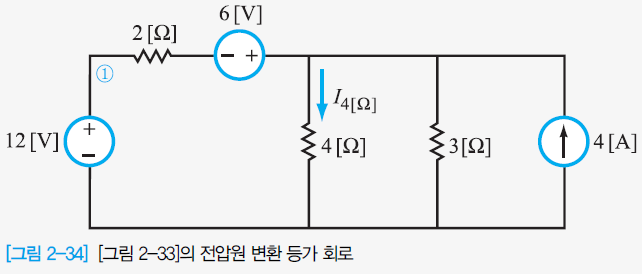 6 [V]
2 [Ω]
− +
①
I4[Ω]
12 [V]
+
−
4 [Ω]
3 [Ω]
4 [A]
[그림 2-34] [그림 2-33]의 전압원 변환 등가 회로